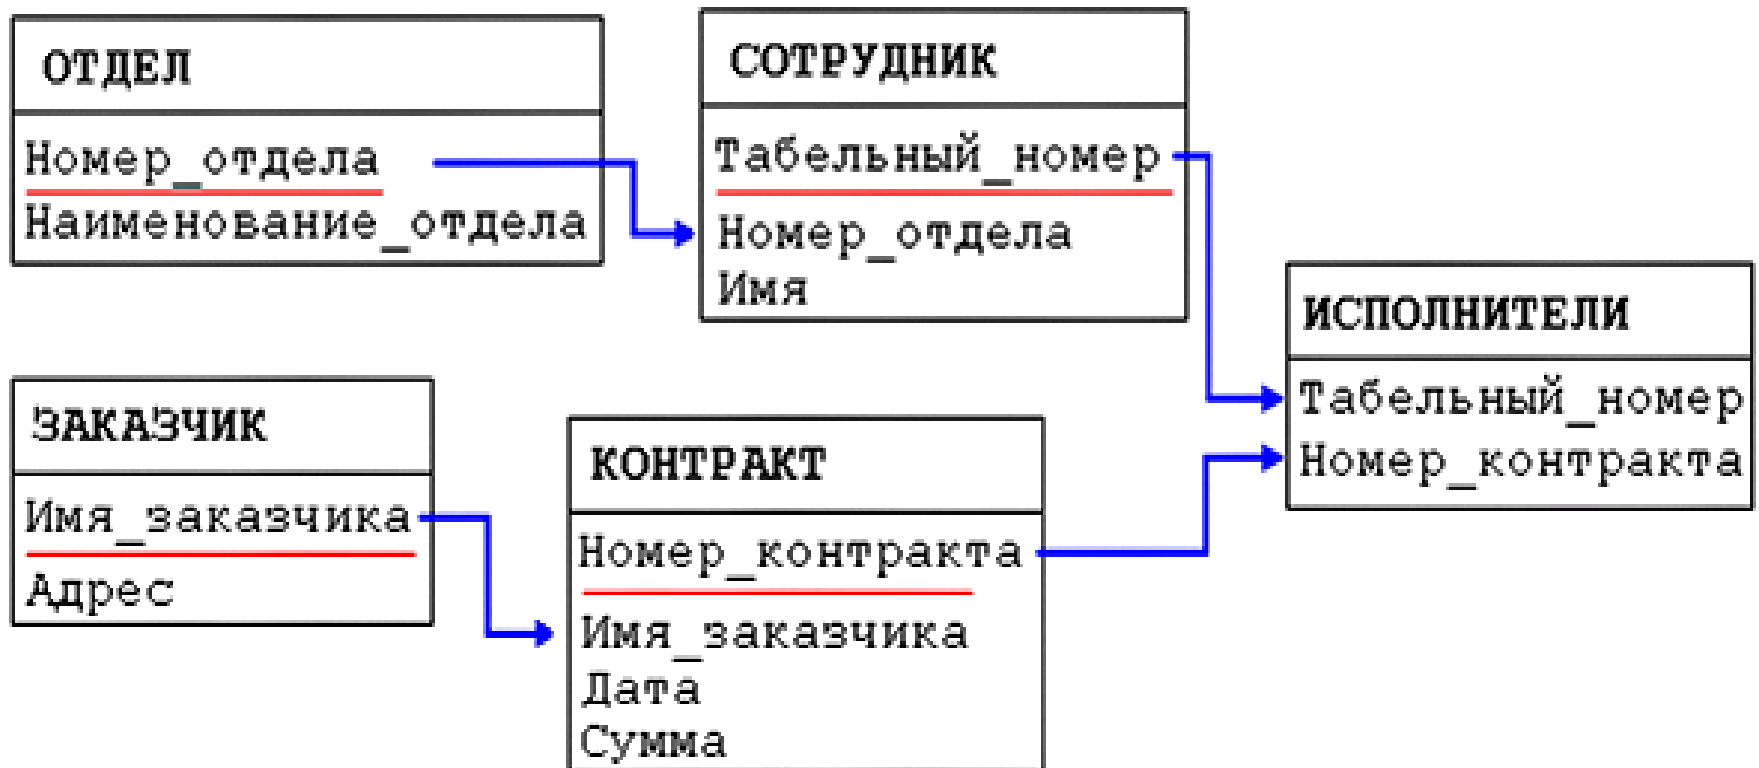 ОТДЕЛ
Номер_отдела
Наименование_отдела
СОТРУДНИК
Табельный_номер
Номер_отдела
Имя
ЗАКАЗЧИК
Имя_заказчика
Адрес
КОНТРАКТ
Номер_контракта
Имя_заказчика
Дата
Сумма
ИСПОЛНИТЕЛИ
Табельный_номер
Номер_контракта